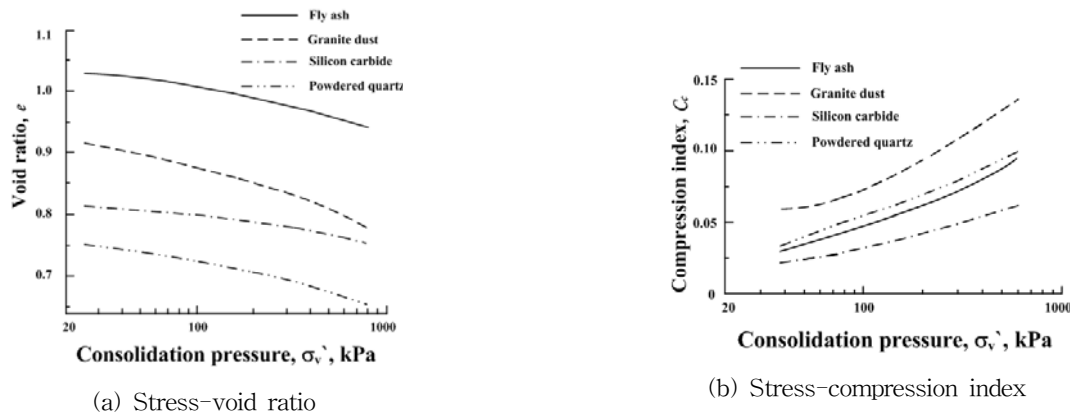 Fly ash
Granite dust
Silicon carbide
Powdered quartz
1.1
1.0
0.9
0.8
0.7
Void ratio, e
20
100
1000
Consolidation pressure, σv`, kPa
(a) Stress-void ratio
Fly ash
Granite dust
Silicon carbide
Powdered quartz
0.15
0.10
0.05
0
Compression index, Cc
20
100
1000
Consolidation pressure, σv`, kPa
(b) Stress-compression index